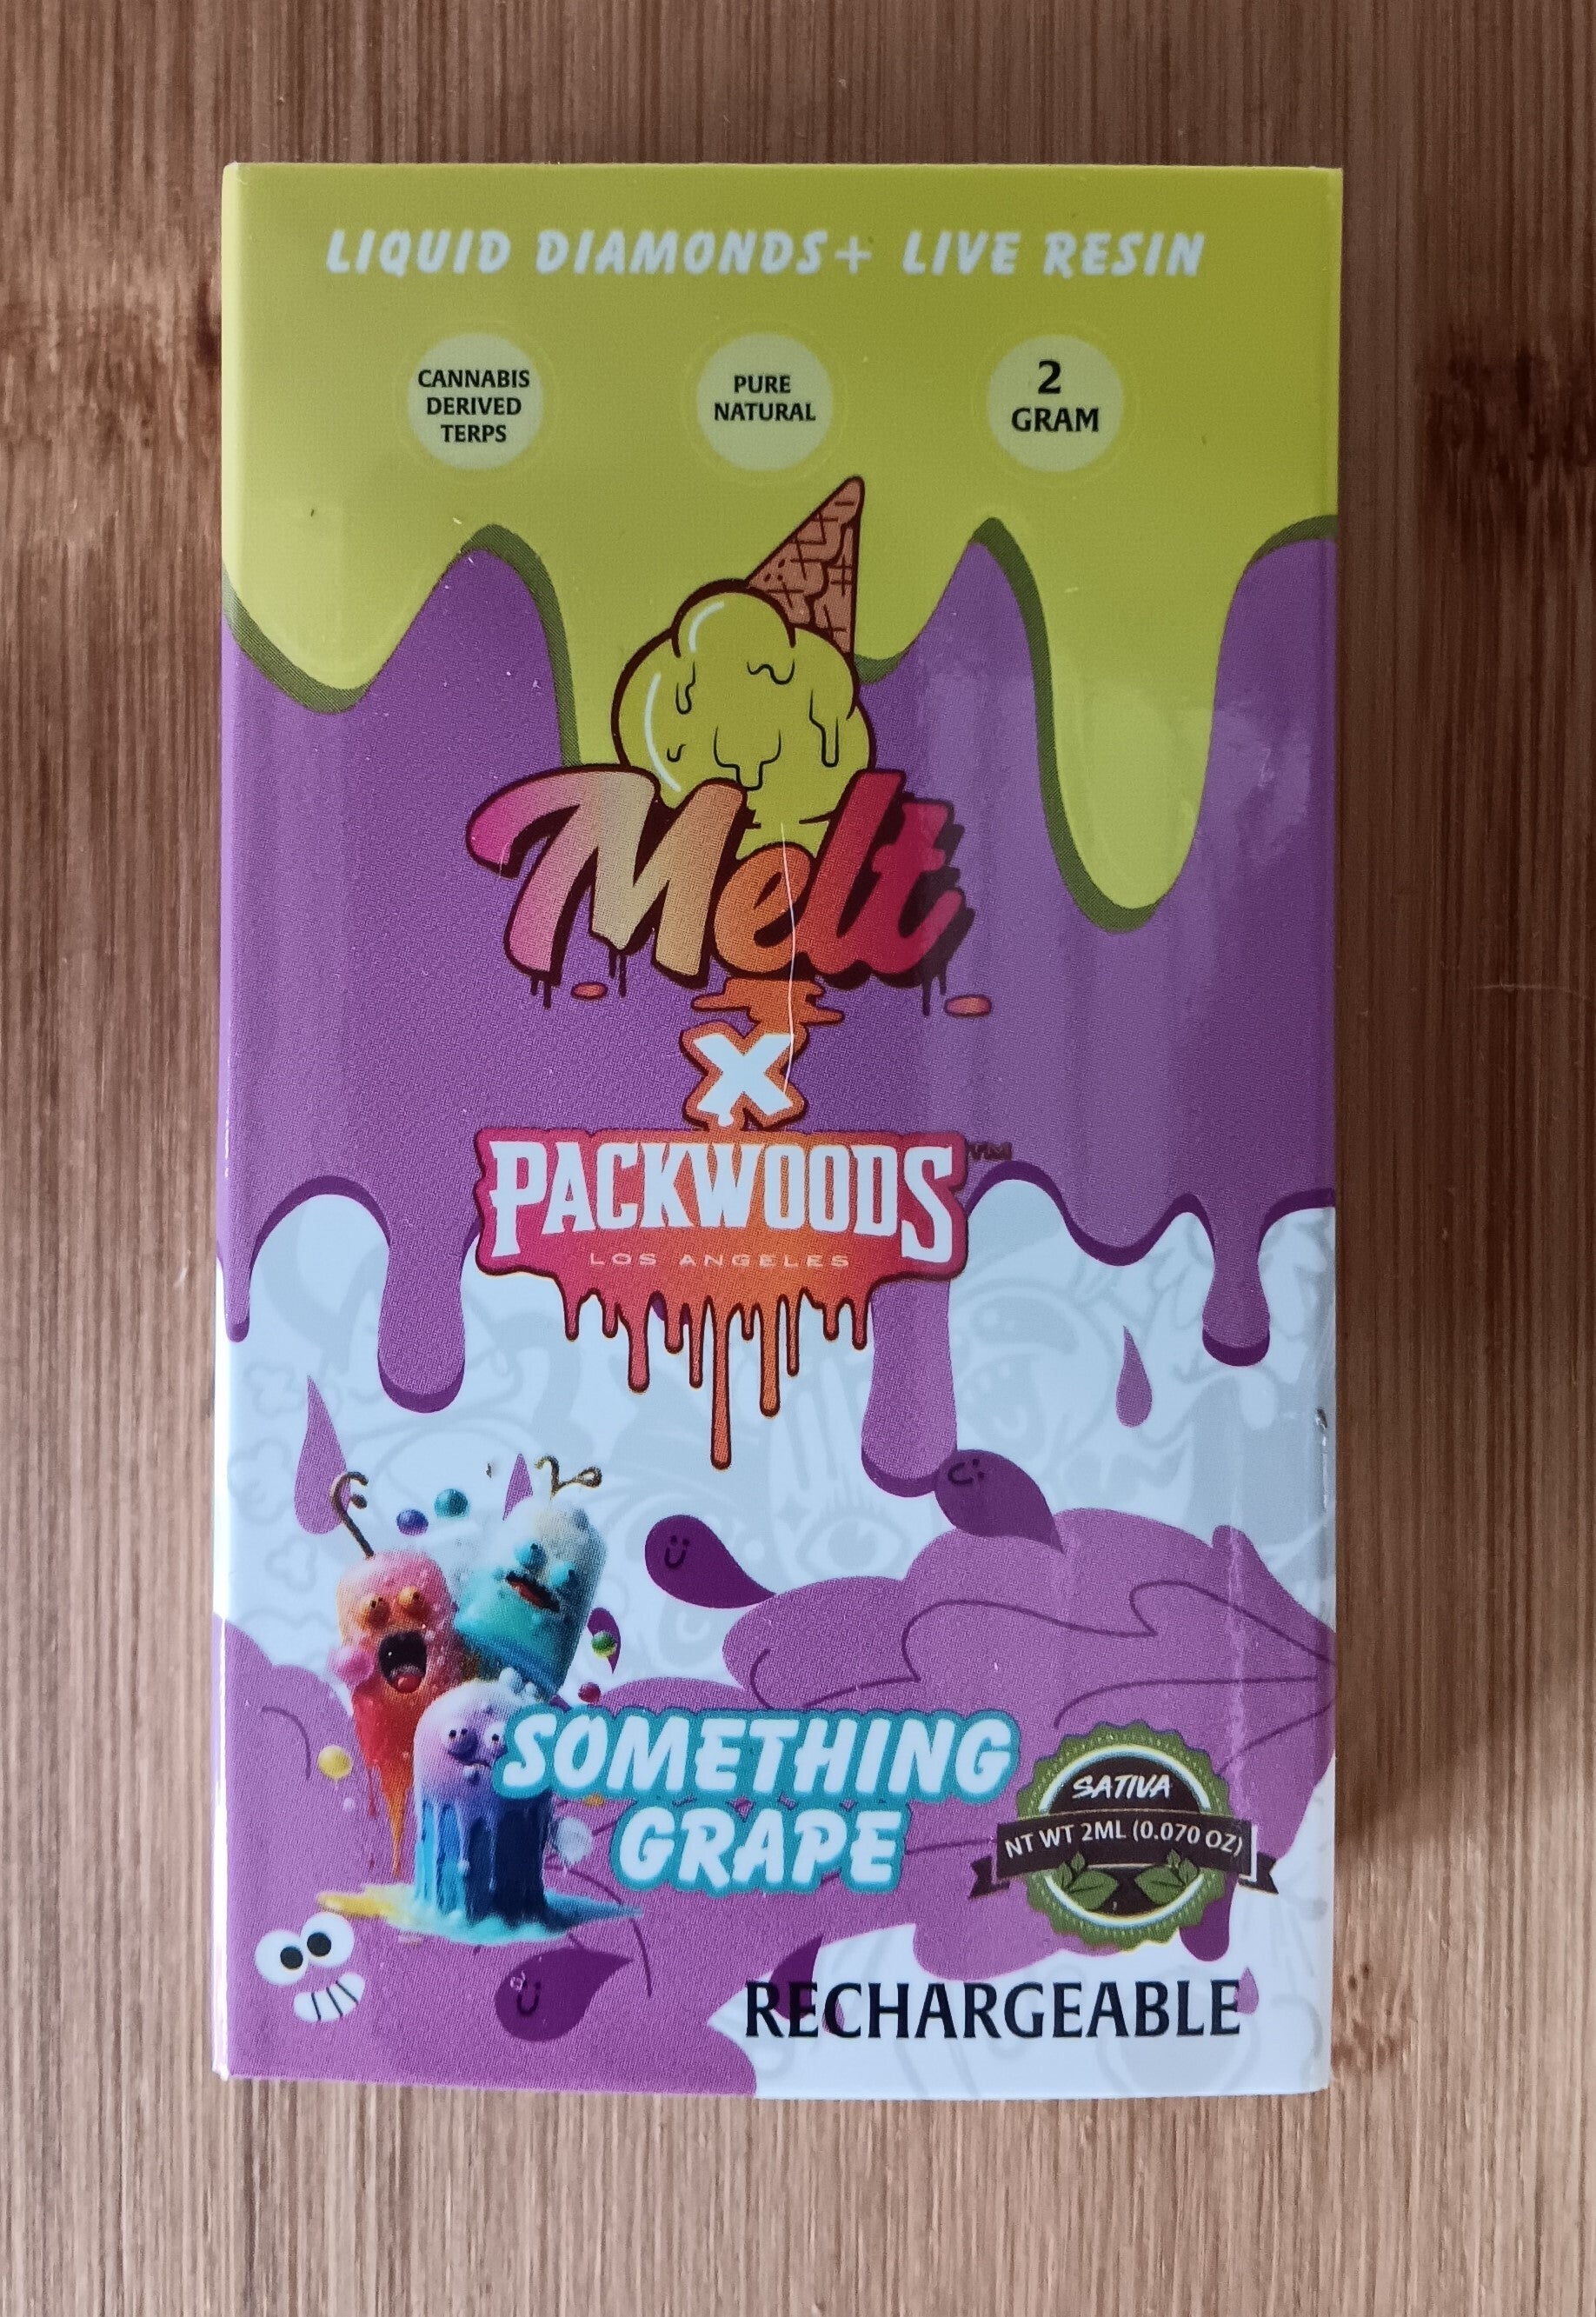 LIQUID DIAMONDS+ LIVE RESIN
CANNABIS
DERIVED
TERPS
PURE
NATURAL
2
GRAM
Melt
X
PACKWOODS™
LOS ANGELES
SOMETHING
GRAPE
SATIVA
NT WT 2ML (0.070 OZ)
RECHARGEABLE